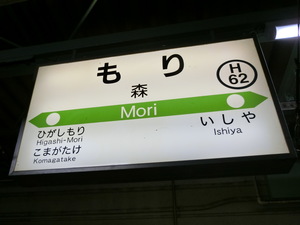 もり
H
62
森
Mori
ひがしもり
Higashi-Mori
こまがたけ
Komagatake
いしや
Ishiya